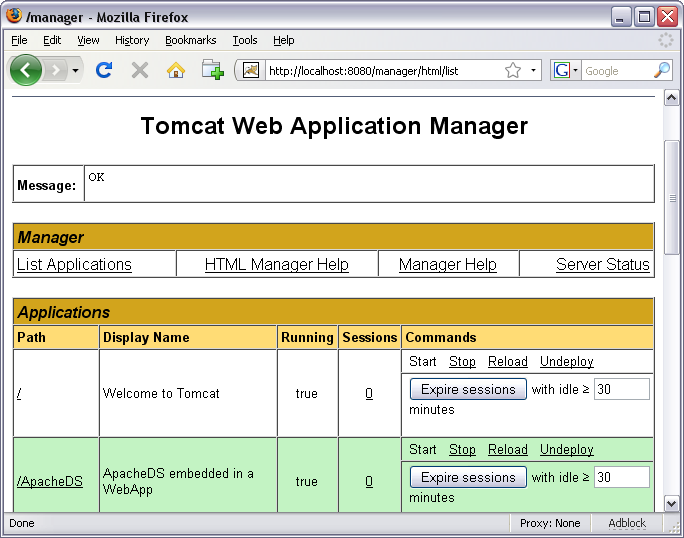 /manager - Mozilla Firefox
File Edit View History Bookmarks Tools Help
http://localhost:8080/manager/html/list
G Google
Tomcat Web Application Manager
Message: OK
Manager
List Applications HTML Manager Help Manager Help Server Status
Applications
Path Display Name Running Sessions Commands
/ Welcome to Tomcat true 0 Start Stop Reload Undeploy
Expire sessions with idle ≥ 30
minutes
/ApacheDS ApacheDS embedded in a
WebApp true 0 Start Stop Reload Undeploy
Expire sessions with idle ≥ 30
minutes
Done Proxy: None Adblock